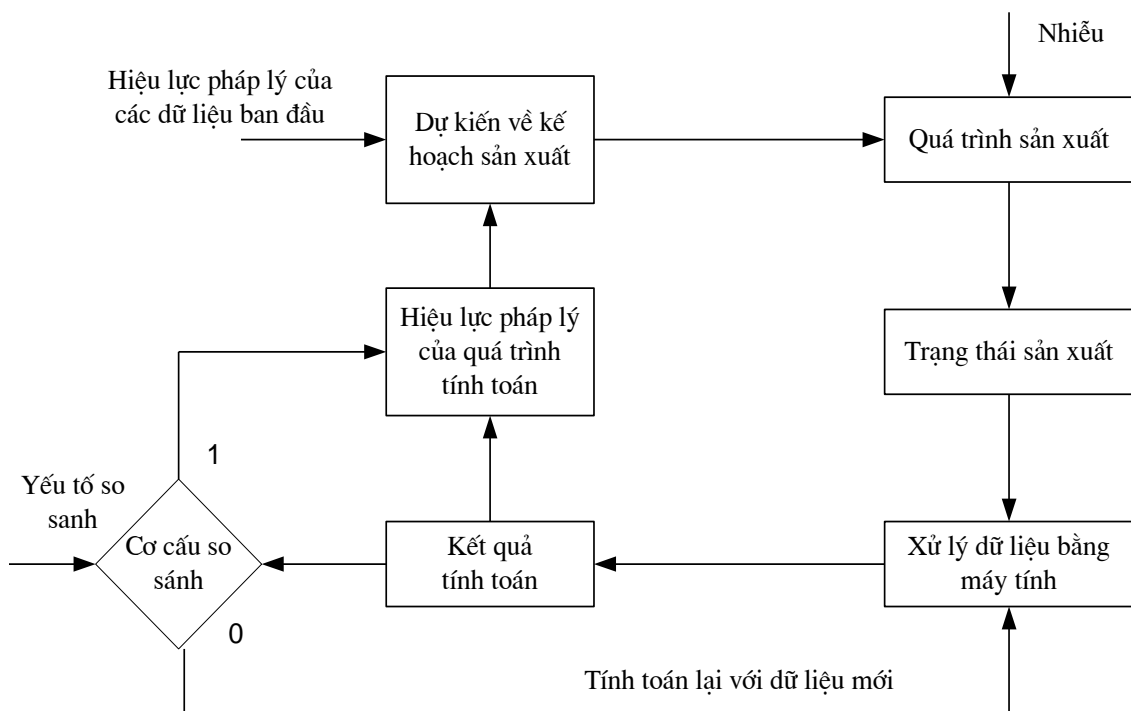 Nhiễu
Hiệu lực pháp lý của
các dữ liệu ban đầu
Dự kiến về kế
hoạch sản xuất
Quá trình sản xuất
Hiệu lực pháp lý
của quá trình
tính toán
Trạng thái sản xuất
1
Yếu tố so
sanh
Cơ cấu so
sánh
Kết quả
tính toán
Xử lý dữ liệu bằng
máy tính
0
Tính toán lại với dữ liệu mới